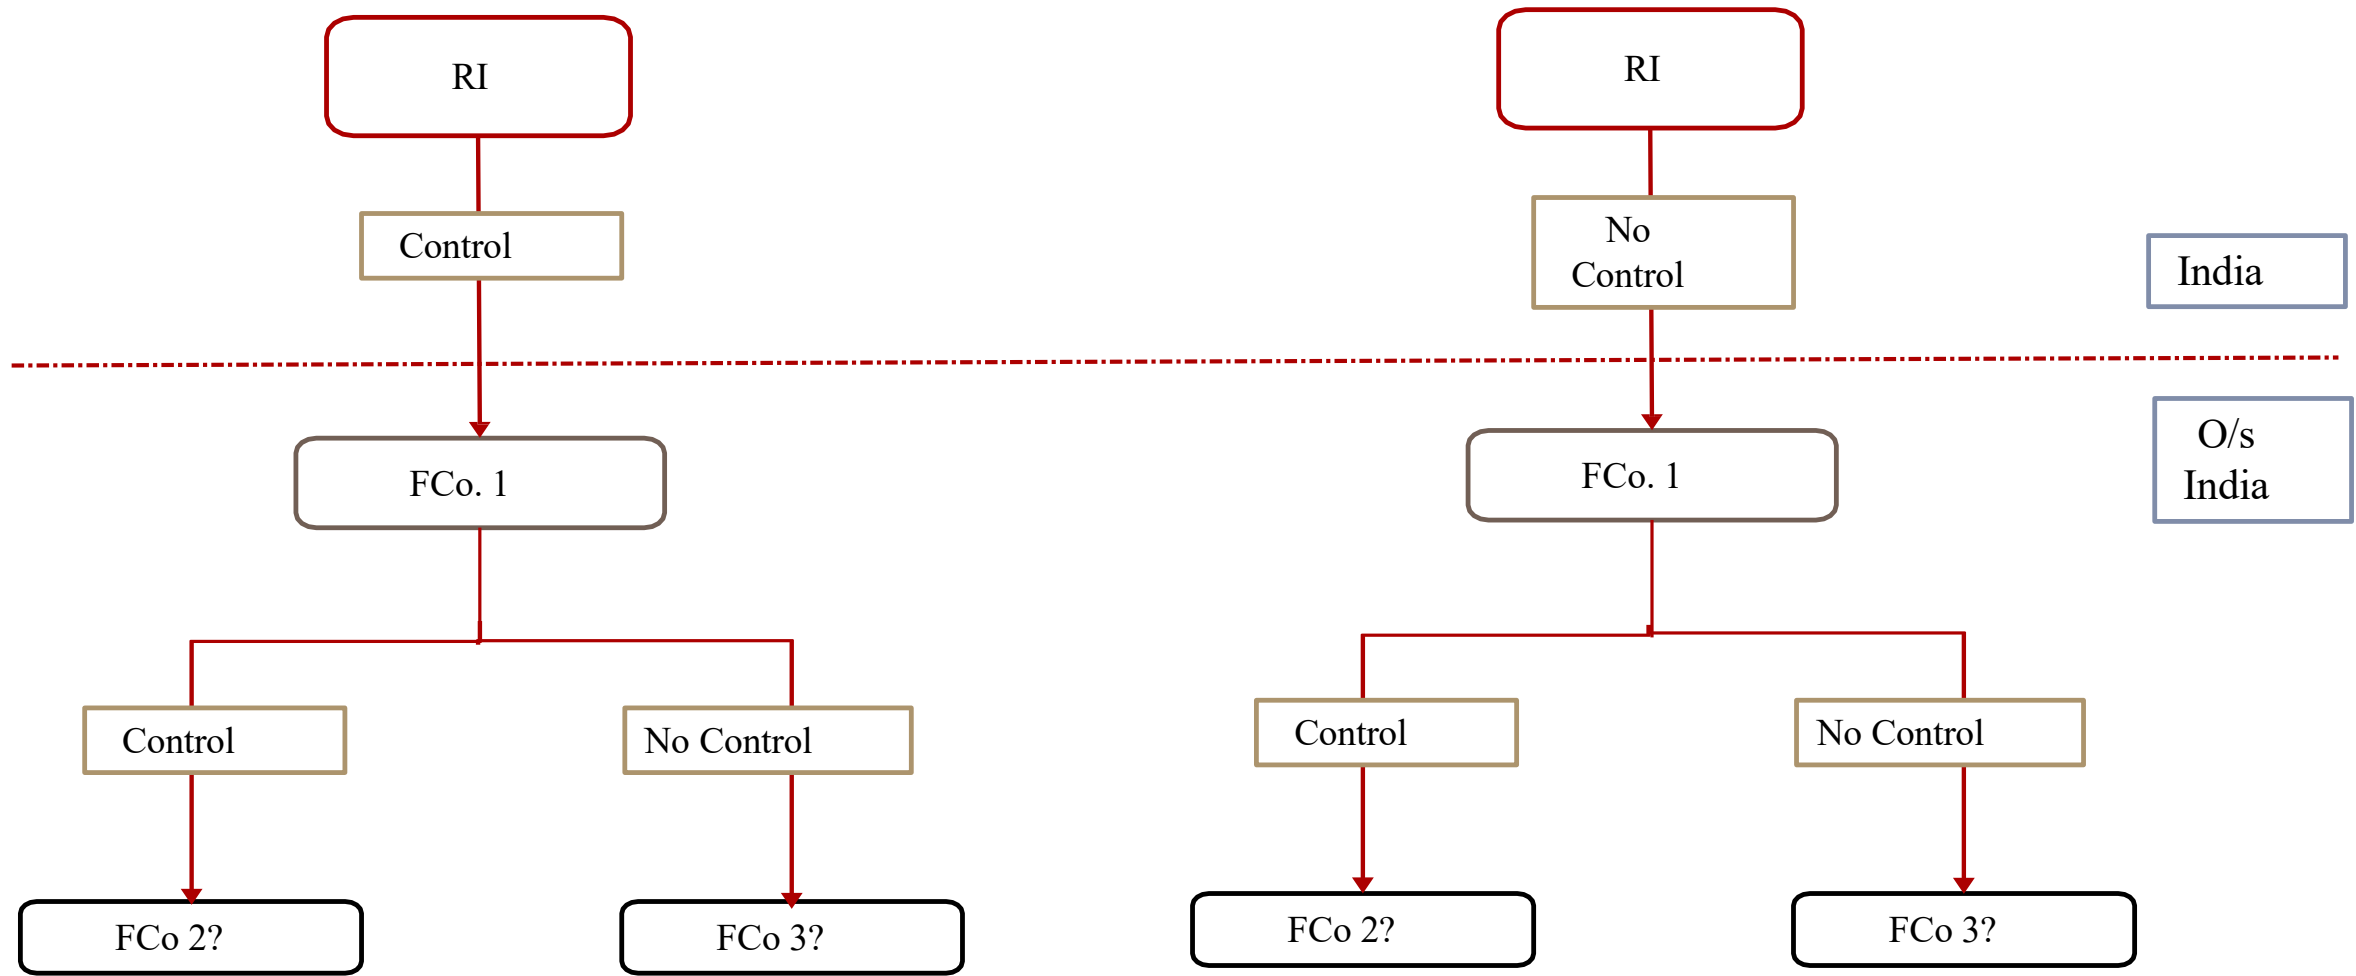 RI
RI
Control
No
Control
India
FCo. 1
FCo. 1
O/s
India
Control
No Control
Control
No Control
FCo 2?
FCo 3?
FCo 2?
FCo 3?